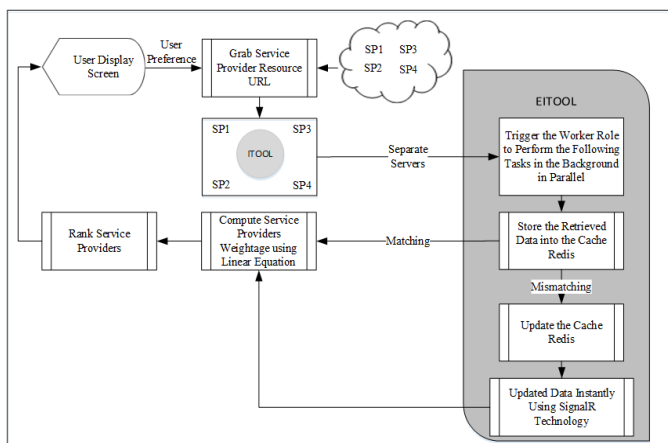 User Display
Screen
User
Preference
Grab Service
Provider Resource
URL
SP1 SP3
SP2 SP4
EITOOL
SP1 SP3
ITOOL
SP2 SP4
Separate
Servers
Trigger the Worker Role
to Perform the Following
Tasks in the Background
in Parallel
Rank Service
Providers
Compute Service
Providers
Weightage using
Linear Equation
Matching
Store the Retrieved
Data into the Cache
Redis
Mismatching
Update the Cache
Redis
Updated Data Instantly
Using SignalR
Technology